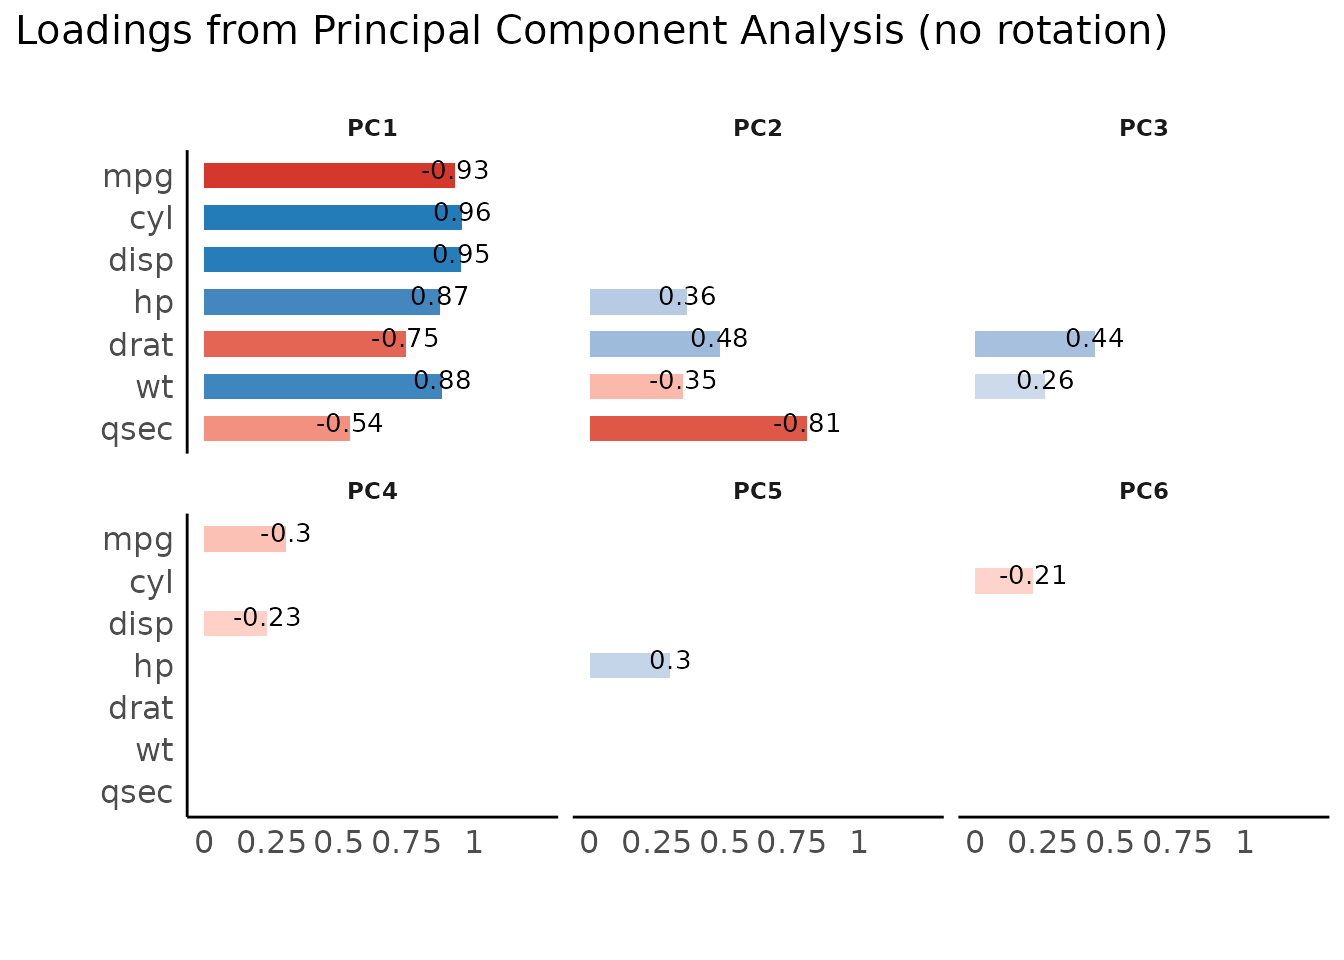 Loadings from Principal Component Analysis (no rotation)
PC1 PC2 PC3
mpg -0.93
cyl 0.96
disp 0.95
hp 0.87 0.36
drat -0.75 0.48 0.44
wt 0.88 -0.35 0.26
qsec -0.54 -0.81
PC4 PC5 PC6
mpg -0.3
cyl -0.21
disp -0.23
hp 0.3
drat
wt
qsec
0 0.25 0.5 0.75 1 0 0.25 0.5 0.75 1 0 0.25 0.5 0.75 1